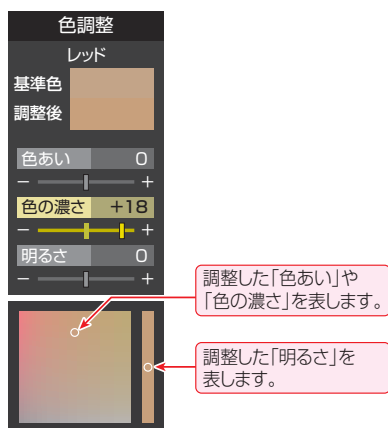 色調整
レッド
基準色
調整後
色あい 0
− +
色の濃さ +18
− +
明るさ 0
− +
調整した「色あい」や
「色の濃さ」を表します。
調整した「明るさ」を
表します。